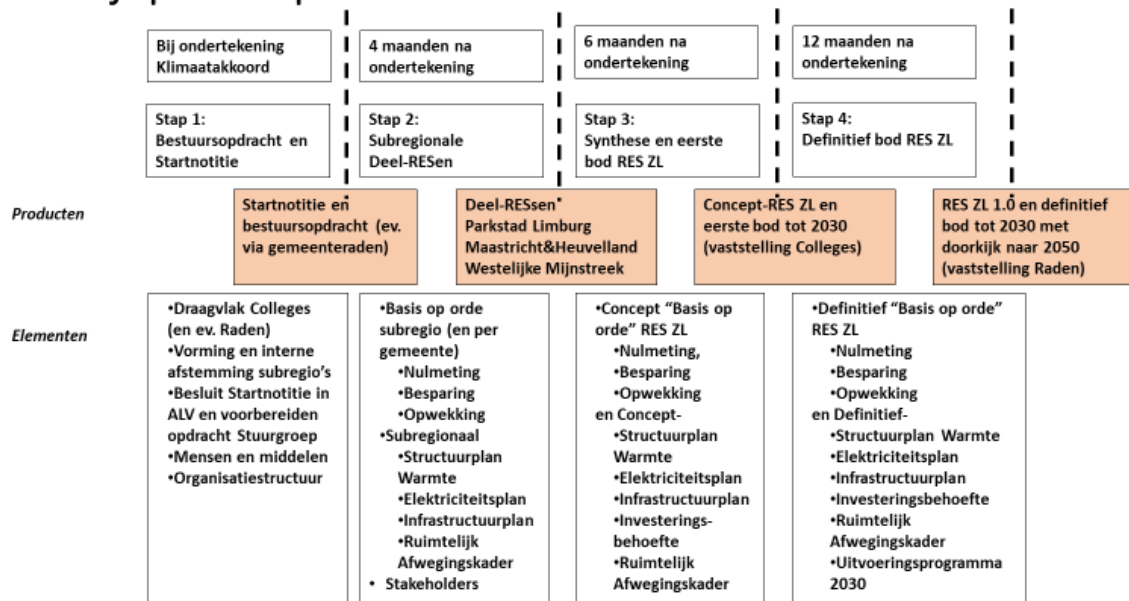 Bij ondertekening
Klimaatakkoord
4 maanden na
ondertekening
6 maanden na
ondertekening
12 maanden na
ondertekening
Stap 1:
Bestuursopdracht en
Startnotitie
Stap 2:
Subregionale
Deel-RESen
Stap 3:
Synthese en eerste
bod RES ZL
Stap 4:
Definitief bod RES ZL
Producten
Startnotitie en
bestuursopdracht (ev.
via gemeenteraden)
Deel-RESsen
Parkstad Limburg
Maastricht&Heuvelland
Westelijke Mijnstreek
Concept-RES ZL en
eerste bod tot 2030
(vaststelling Colleges)
RES ZL 1.0 en definitief
bod tot 2030 met
doorkijk naar 2050
(vaststelling Raden)
Elementen
•Draagvlak Colleges
(en ev. Raden)
•Vorming en interne
afstemming subregio's
•Besluit Startnotitie in
ALV en voorbereiden
opdracht Stuurgroep
•Mensen en middelen
•Organisatiestructuur
•Basis op orde
subregio (en per
gemeente)
•Nulmeting
•Besparing
•Opwekking
•Subregionaal
•Structuurplan
Warmte
•Elektriciteitsplan
•Infrastructuurplan
•Ruimtelijk
Afwegingskader
• Stakeholders
•Concept “Basis op
orde” RES ZL
•Nulmeting,
•Besparing
•Opwekking
en Concept-
•Structuurplan
Warmte
•Elektriciteitsplan
•Infrastructuurplan
•Investerings-
behoefte
•Ruimtelijk
Afwegingskader
•Definitief “Basis op orde”
RES ZL
•Nulmeting
•Besparing
•Opwekking
en Definitief-
•Structuurplan Warmte
•Elektriciteitsplan
•Infrastructuurplan
•Investeringsbehoefte
•Ruimtelijk
Afwegingskader
•Uitvoeringsprogramma
2030